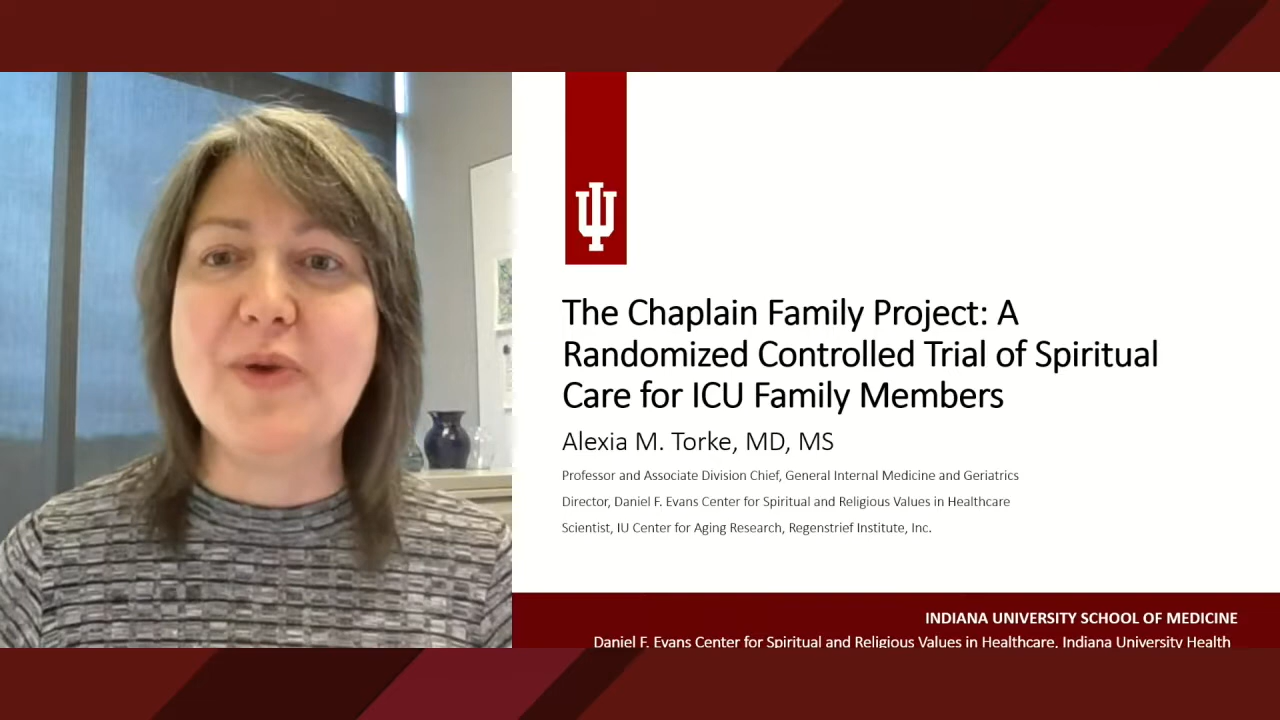 The Chaplain Family Project: A
Randomized Controlled Trial of Spiritual
Care for ICU Family Members
Alexia M. Torke, MD, MS
Professor and Associate Division Chief, General Internal Medicine and Geriatrics
Director, Daniel F. Evans Center for Spiritual and Religious Values in Healthcare
Scientist, IU Center for Aging Research, Regenstrief Institute, Inc.
INDIANA UNIVERSITY SCHOOL OF MEDICINE
Daniel F. Evans Center for Spiritual and Religious Values in Healthcare, Indiana University Health